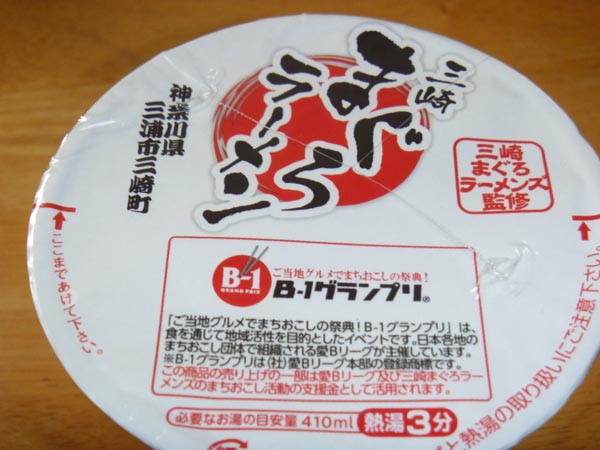 三崎
まぐろ
ラーメン
神奈川県
三浦市三崎町
三崎
まぐろ
ラーメンズ
監修
ここまであけて下さい。
B-1
GRAND PRIX
ご当地グルメでまちおこしの祭典!
B-1グランプリ®
「ご当地グルメでまちおこしの祭典!B-1グランプリ」は、
食を通じて地域活性を目的としたイベントです。日本各地の
まちおこし団体で組織される愛Bリーグが主催しています。
※B-1グランプリは(社)愛Bリーグ本部の登録商標です。
この商品の売り上げの一部は愛Bリーグ及び三崎まぐろラー
メンズのまちおこし活動の支援金として活用されます。
必要なお湯の目安量 410ml 熱湯3分
と熱湯の取り扱いにご注意下さい。